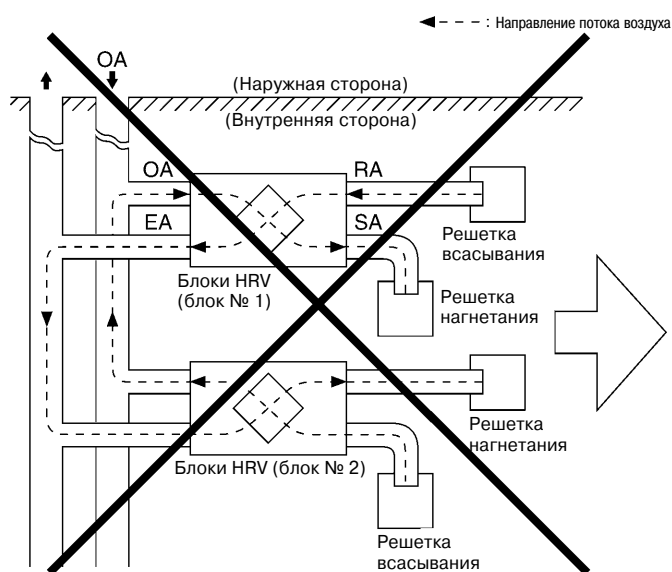 : Направление потока воздуха
OA
(Наружная сторона)
(Внутренняя сторона)
OA
RA
EA
SA
Решетка
всасывания
Блоки HRV
(блок № 1)
Решетка
нагнетания
Решетка
нагнетания
Блоки HRV (блок № 2)
Решетка
всасывания